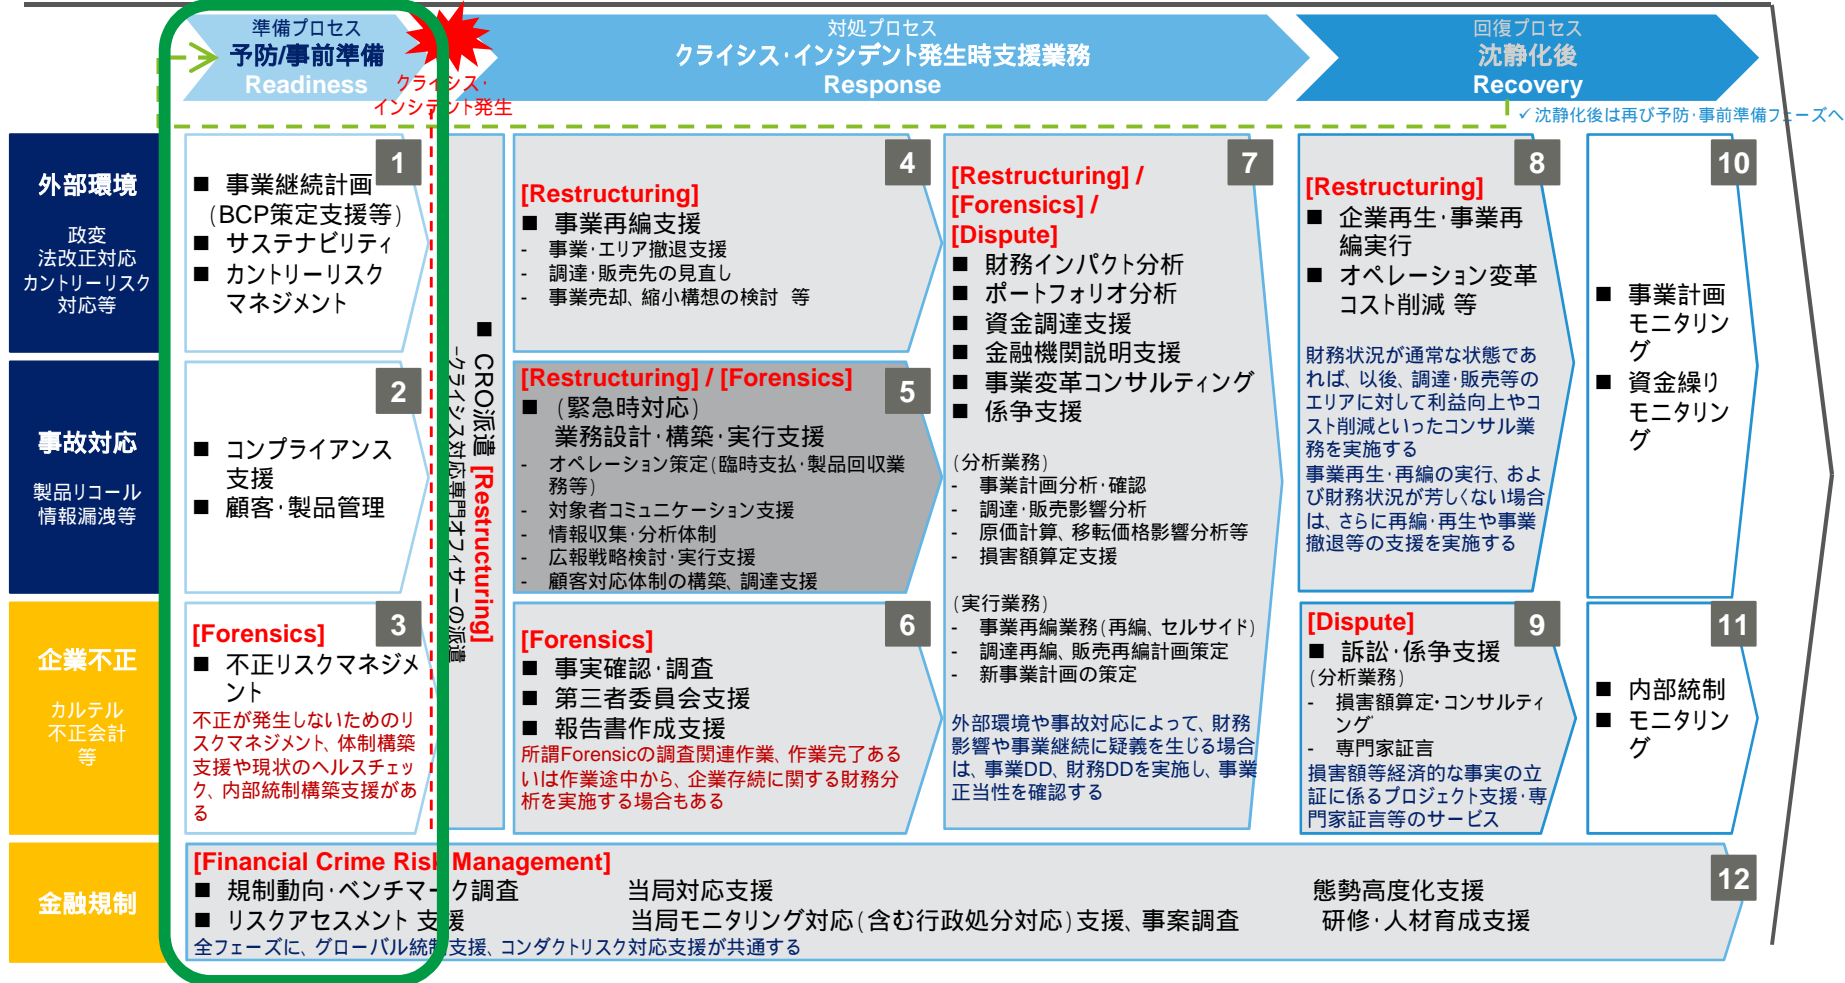 準備プロセス
予防/事前準備
Readiness
クライシス・
インシデント発生
対処プロセス
クライシス・インシデント発生時支援業務
Response
回復プロセス
沈静化後
Recovery
✓沈静化後は再び予防・事前準備フェーズへ
外部環境
政変
法改正対応
カントリーリスク
対応等
1
■ 事業継続計画
(BCP策定支援等)
■ サステナビリティ
■ カントリーリスク
マネジメント
事故対応
製品リコール
情報漏洩等
2
■ コンプライアンス
支援
■ 顧客・製品管理
企業不正
カルテル
不正会計
等
3
[Forensics]
■ 不正リスクマネジメ
ント
不正が発生しないためのリ
スクマネジメント、体制構築
支援や現状のヘルスチェッ
ク、内部統制構築支援があ
る
■ CRO派遣 [Restructuring]
−クライシス対応専門オフィサーの派遣
4
[Restructuring]
■ 事業再編支援
- 事業・エリア撤退支援
- 調達・販売先の見直し
- 事業売却、縮小構想の検討 等
5
[Restructuring] / [Forensics]
■ (緊急時対応)
業務設計・構築・実行支援
- オペレーション策定(臨時支払・製品回収業
務等)
- 対象者コミュニケーション支援
- 情報収集・分析体制
- 広報戦略検討・実行支援
- 顧客対応体制の構築、調達支援
6
[Forensics]
■ 事実確認・調査
■ 第三者委員会支援
■ 報告書作成支援
所謂Forensicの調査関連作業、作業完了ある
いは作業途中から、企業存続に関する財務分
析を実施する場合もある
7
[Restructuring] /
[Forensics] /
[Dispute]
■ 財務インパクト分析
■ ポートフォリオ分析
■ 資金調達支援
■ 金融機関説明支援
■ 事業変革コンサルティング
■ 係争支援
(分析業務)
- 事業計画分析・確認
- 調達・販売影響分析
- 原価計算、移転価格影響分析等
- 損害額算定支援
(実行業務)
- 事業再編業務(再編、セルサイド)
- 調達再編、販売再編計画策定
- 新事業計画の策定
外部環境や事故対応によって、財務
影響や事業継続に疑義を生じる場合
は、事業DD、財務DDを実施し、事業
正当性を確認する
8
[Restructuring]
■ 企業再生・事業再
編実行
■ オペレーション変革
コスト削減 等
財務状況が通常な状態であ
れば、以後、調達・販売等の
エリアに対して利益向上やコ
スト削減といったコンサル業
務を実施する
事業再生・再編の実行、およ
び財務状況が芳しくない場合
は、さらに再編・再生や事業
撤退等の支援を実施する
9
[Dispute]
■ 訴訟・係争支援
(分析業務)
- 損害額算定・コンサルティ
ング
- 専門家証言
損害額等経済的な事実の立
証に係るプロジェクト支援・専
門家証言等のサービス
10
■ 事業計画
モニタリン
グ
■ 資金繰り
モニタリン
グ
11
■ 内部統制
■ モニタリン
グ
金融規制
12
[Financial Crime Risk Management]
■ 規制動向・ベンチマーク調査 当局対応支援 態勢高度化支援
■ リスクアセスメント 支援 当局モニタリング対応(含む行政処分対応)支援、事案調査 研修・人材育成支援
全フェーズに、グローバル統制支援、コンダクトリスク対応支援が共通する